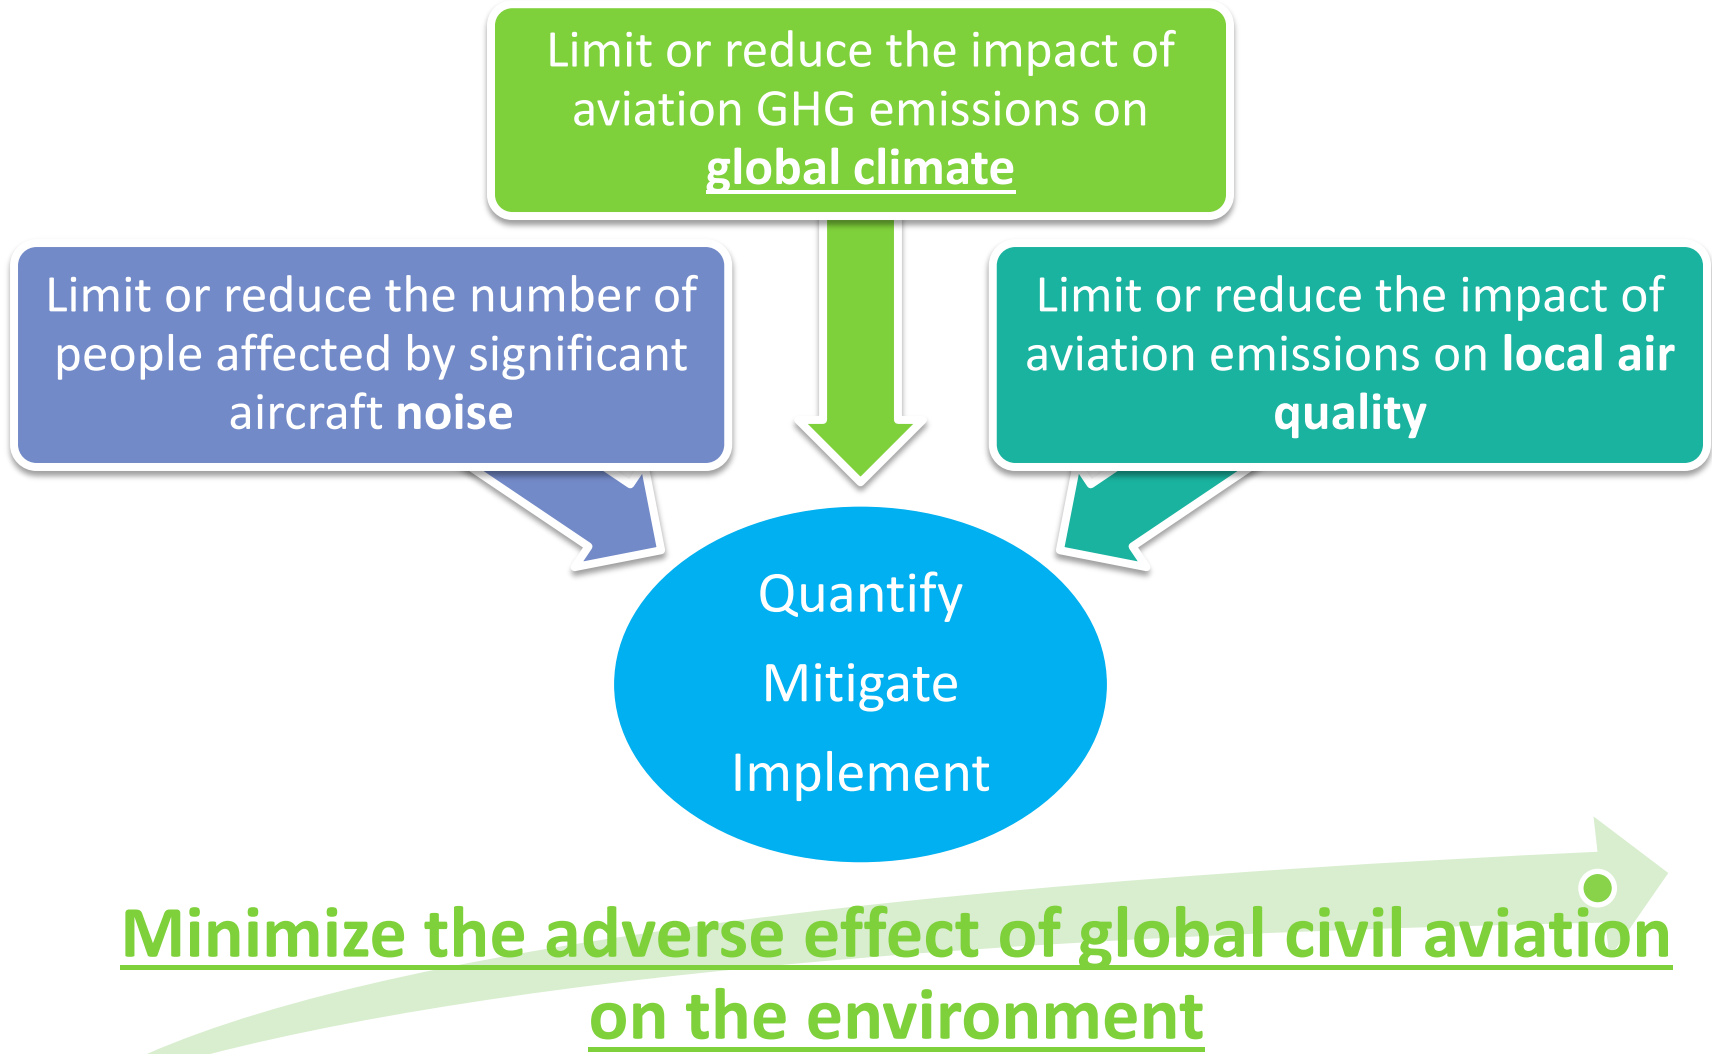 Limit or reduce the impact of
aviation GHG emissions on
global climate
Limit or reduce the number of
people affected by significant
aircraft noise
Limit or reduce the impact of
aviation emissions on local air
quality
Quantify
Mitigate
Implement
Minimize the adverse effect of global civil aviation
on the environment